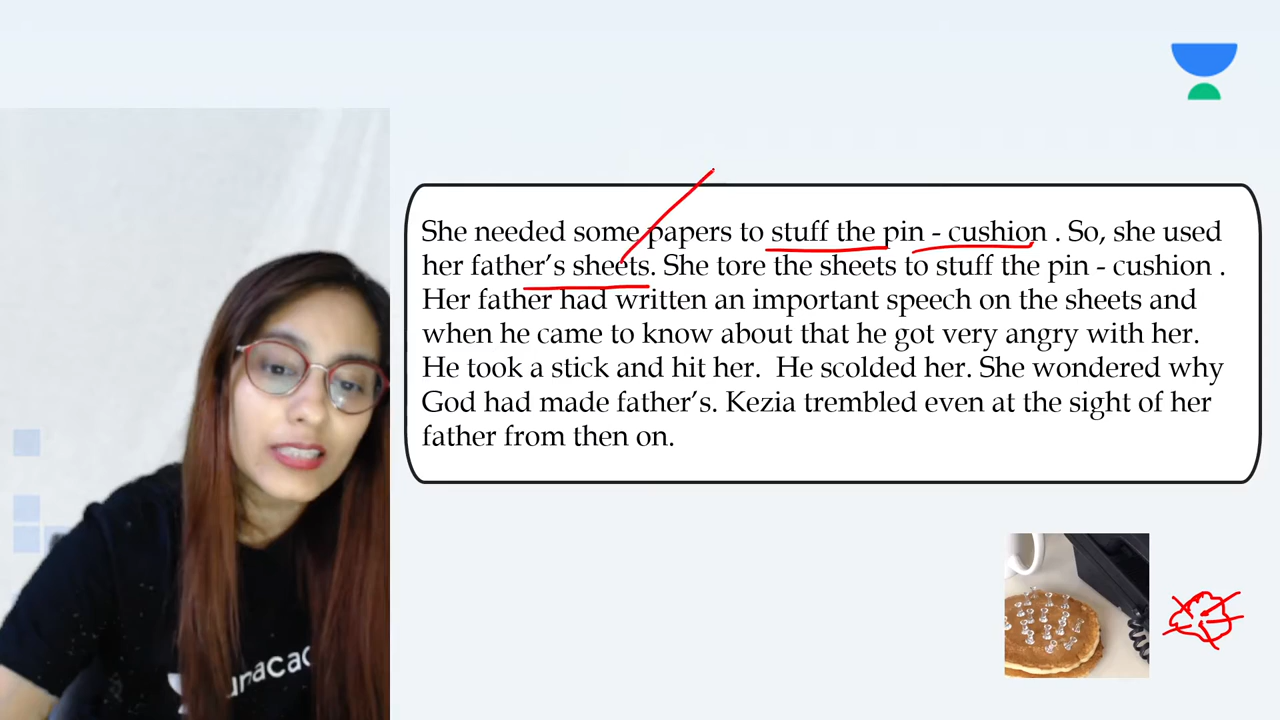 She needed some papers to stuff the pin - cushion . So, she used
her father's sheets. She tore the sheets to stuff the pin - cushion .
Her father had written an important speech on the sheets and
when he came to know about that he got very angry with her.
He took a stick and hit her.  He scolded her. She wondered why
God had made father's. Kezia trembled even at the sight of her
father from then on.